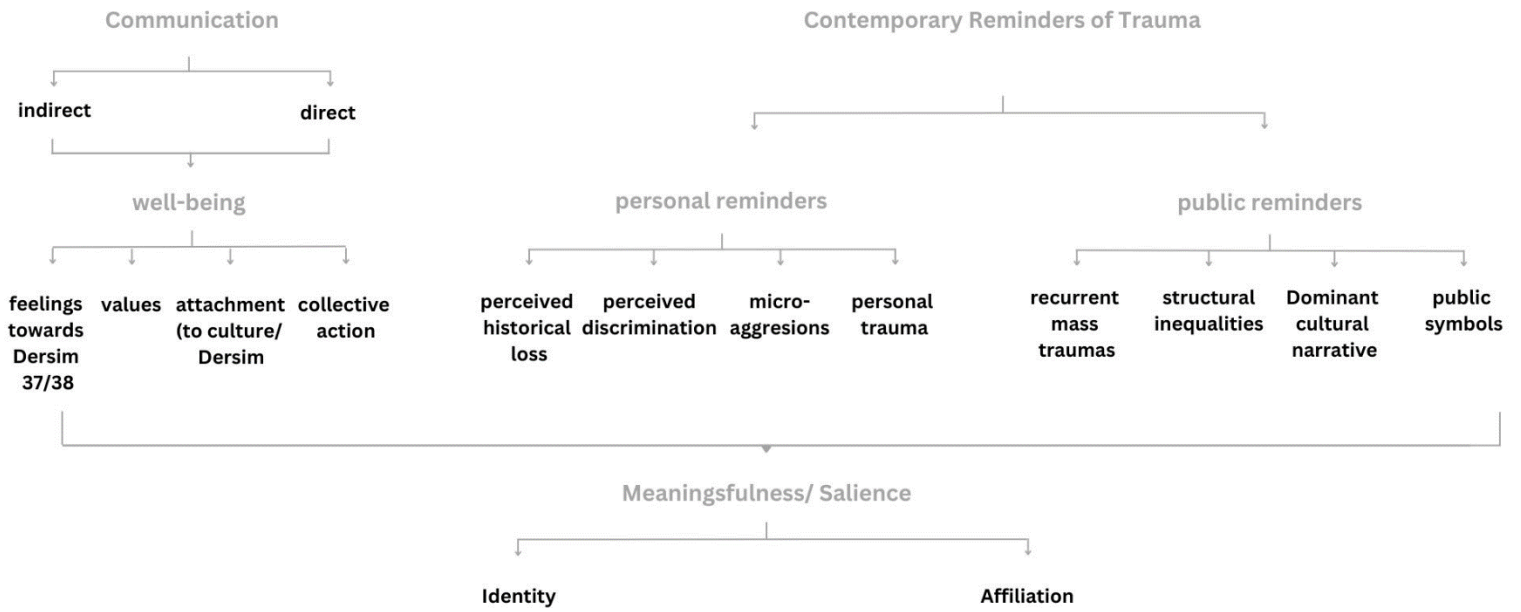 Communication
Contemporary Reminders of Trauma
indirect
direct
well-being
personal reminders
public reminders
feelings
towards
Dersim
37/38
values
attachment
(to culture/
Dersim
collective
action
perceived
historical
loss
perceived
discrimination
micro-
aggresions
personal
trauma
recurrent
mass
traumas
structural
inequalities
Dominant
cultural
narrative
public
symbols
Meaningsfulness/ Salience
Identity
Affiliation